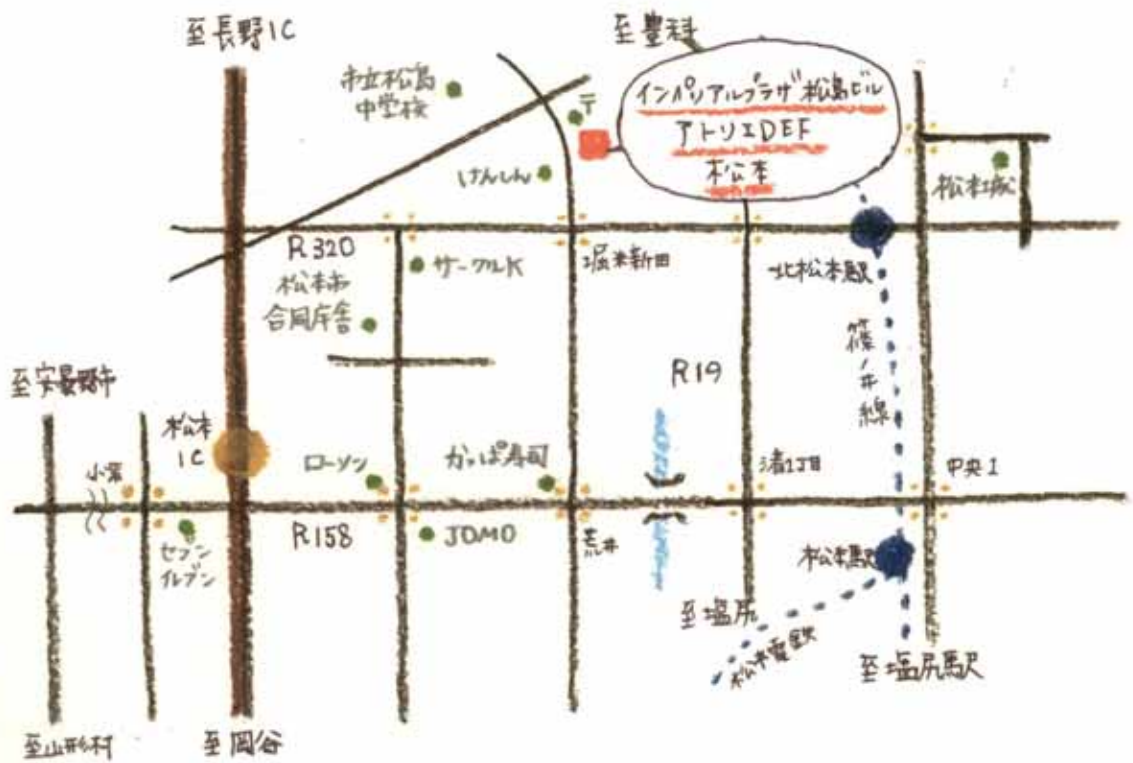 至長野IC
至豊科
市立松島
中学校
〒
インペリアルプラザ松島ビル
アトリエDEF
松本
けんしん
松本城
R320
サークルK
堀米新田
北松本駅
松本市
合同庁舎
篠ノ井線
R19
至安曇野市
松本
IC
ローソン
かっぱ寿司
渚1丁目
中央1
セブン
イレブン
R158
JOMO
荒井
松本駅
至塩尻
松本電鉄
至塩尻駅
至山形村
至岡谷